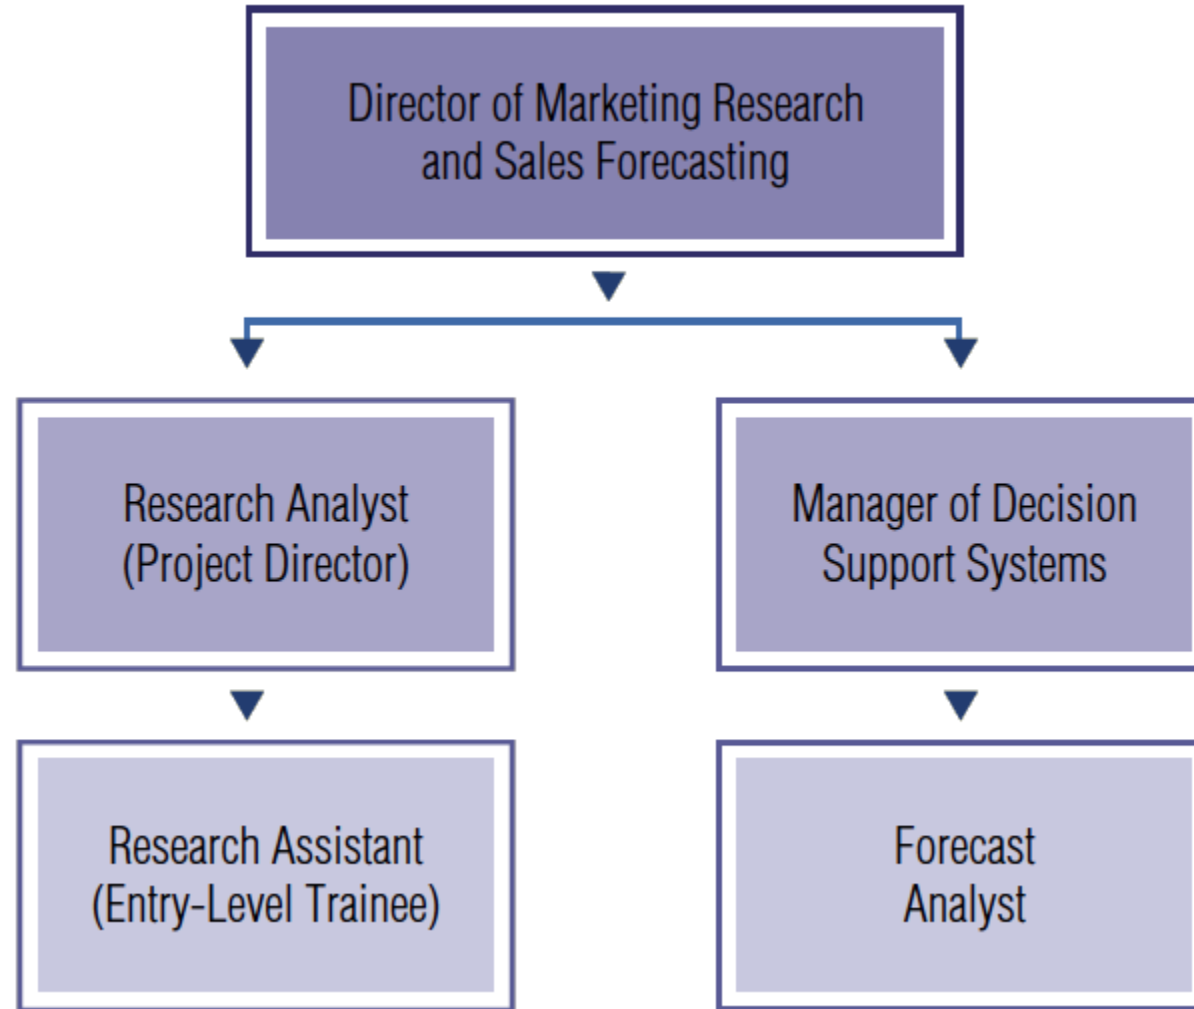 Director of Marketing Research
and Sales Forecasting
Research Analyst
(Project Director)
Manager of Decision
Support Systems
Research Assistant
(Entry-Level Trainee)
Forecast
Analyst